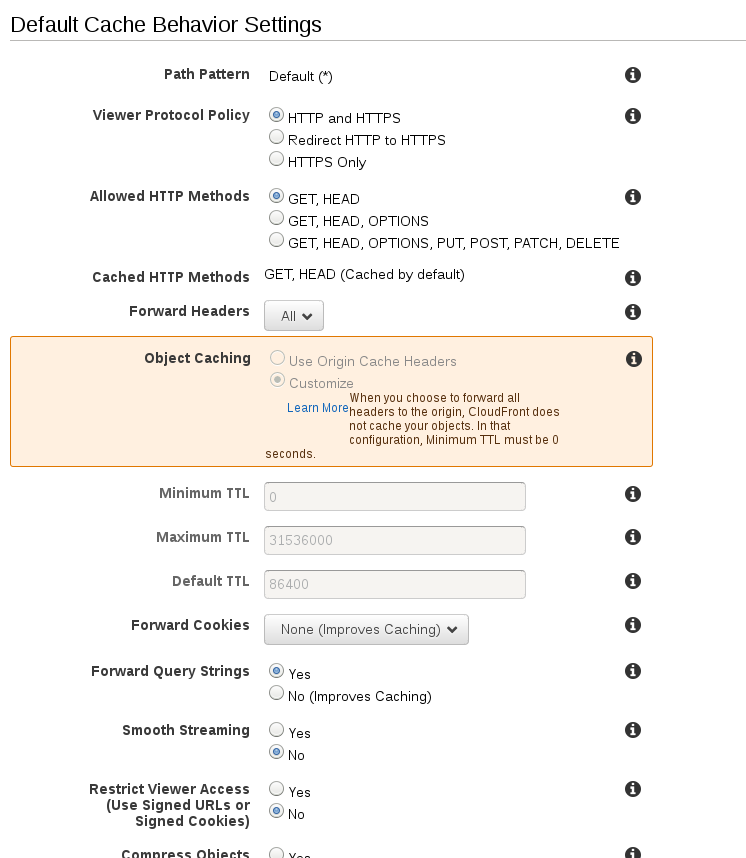 Default Cache Behavior Settings
Path Pattern Default (*)
Viewer Protocol Policy HTTP and HTTPS
Redirect HTTP to HTTPS
HTTPS Only
Allowed HTTP Methods GET, HEAD
GET, HEAD, OPTIONS
GET, HEAD, OPTIONS, PUT, POST, PATCH, DELETE
Cached HTTP Methods GET, HEAD (Cached by default)
Forward Headers All
Object Caching Use Origin Cache Headers
Customize
Learn More When you choose to forward all
headers to the origin, CloudFront does
not cache your objects. In that
configuration, Minimum TTL must be 0
seconds.
Minimum TTL 0
Maximum TTL 31536000
Default TTL 86400
Forward Cookies None (Improves Caching)
Forward Query Strings Yes
No (Improves Caching)
Smooth Streaming Yes
No
Restrict Viewer Access Yes
(Use Signed URLs or
Signed Cookies) No
Compress Objects Yes